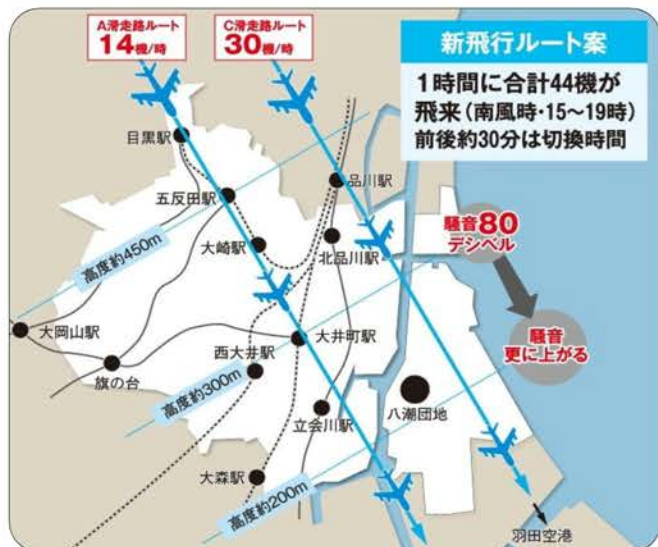 A滑走路ルート
14機/時
C滑走路ルート
30機/時
新飛行ルート案
1時間に合計44機が
飛来(南風時・15〜19時)
前後約30分は切換時間
目黒駅
五反田駅
品川駅
大崎駅
北品川駅
騒音80
デシベル
高度約450m
大岡山駅
旗の台
西大井駅
大井町駅
騒音
更に上がる
高度約300m
立会川駅
八潮団地
大森駅
高度約200m
羽田空港